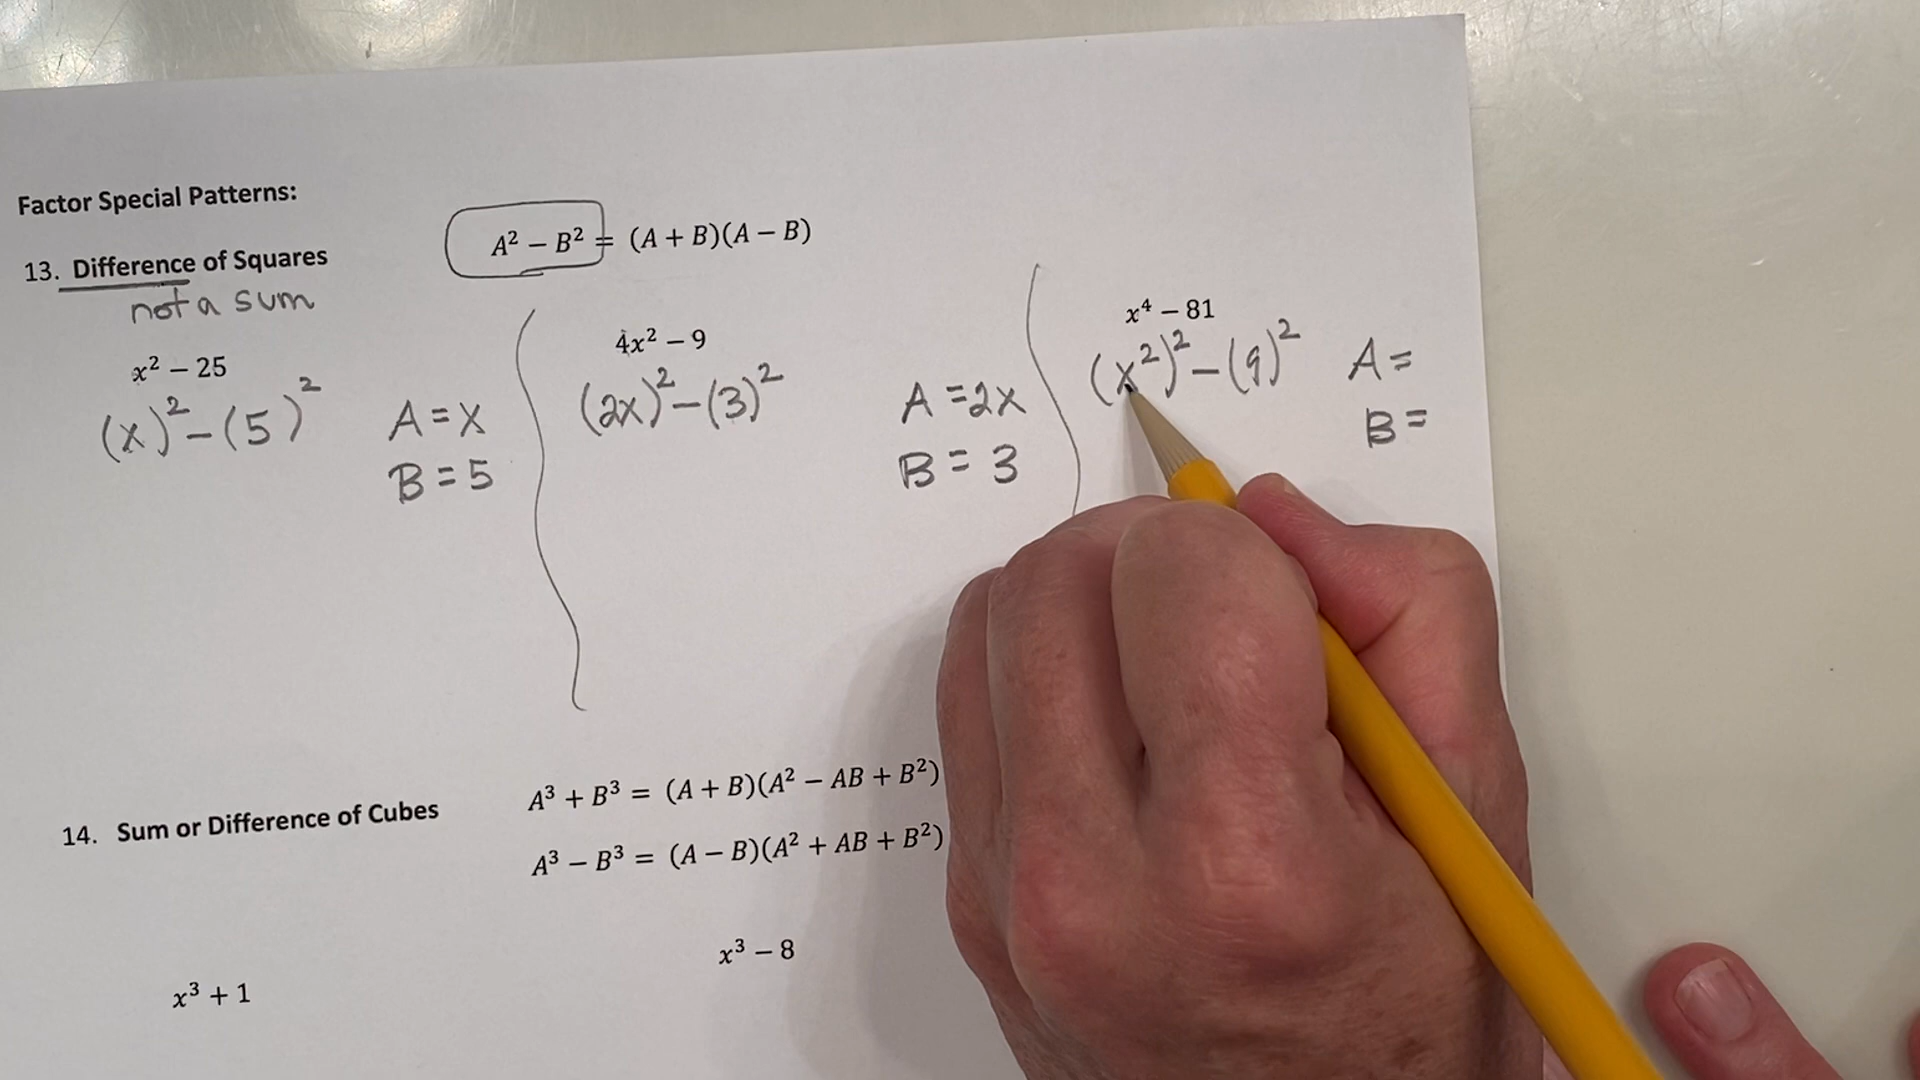 Factor Special Patterns:
13. Difference of Squares
A² − B² = (A + B)(A − B)
not a sum
x² − 25
(x)² − (5)²
A = x
B = 5
4x² − 9
(2x)² − (3)²
A = 2x
B = 3
x⁴ − 81
(x²)² − (9)²
A =
B =
14. Sum or Difference of Cubes
A³ + B³ = (A + B)(A² − AB + B²)
A³ − B³ = (A − B)(A² + AB + B²)
x³ + 1
x³ − 8